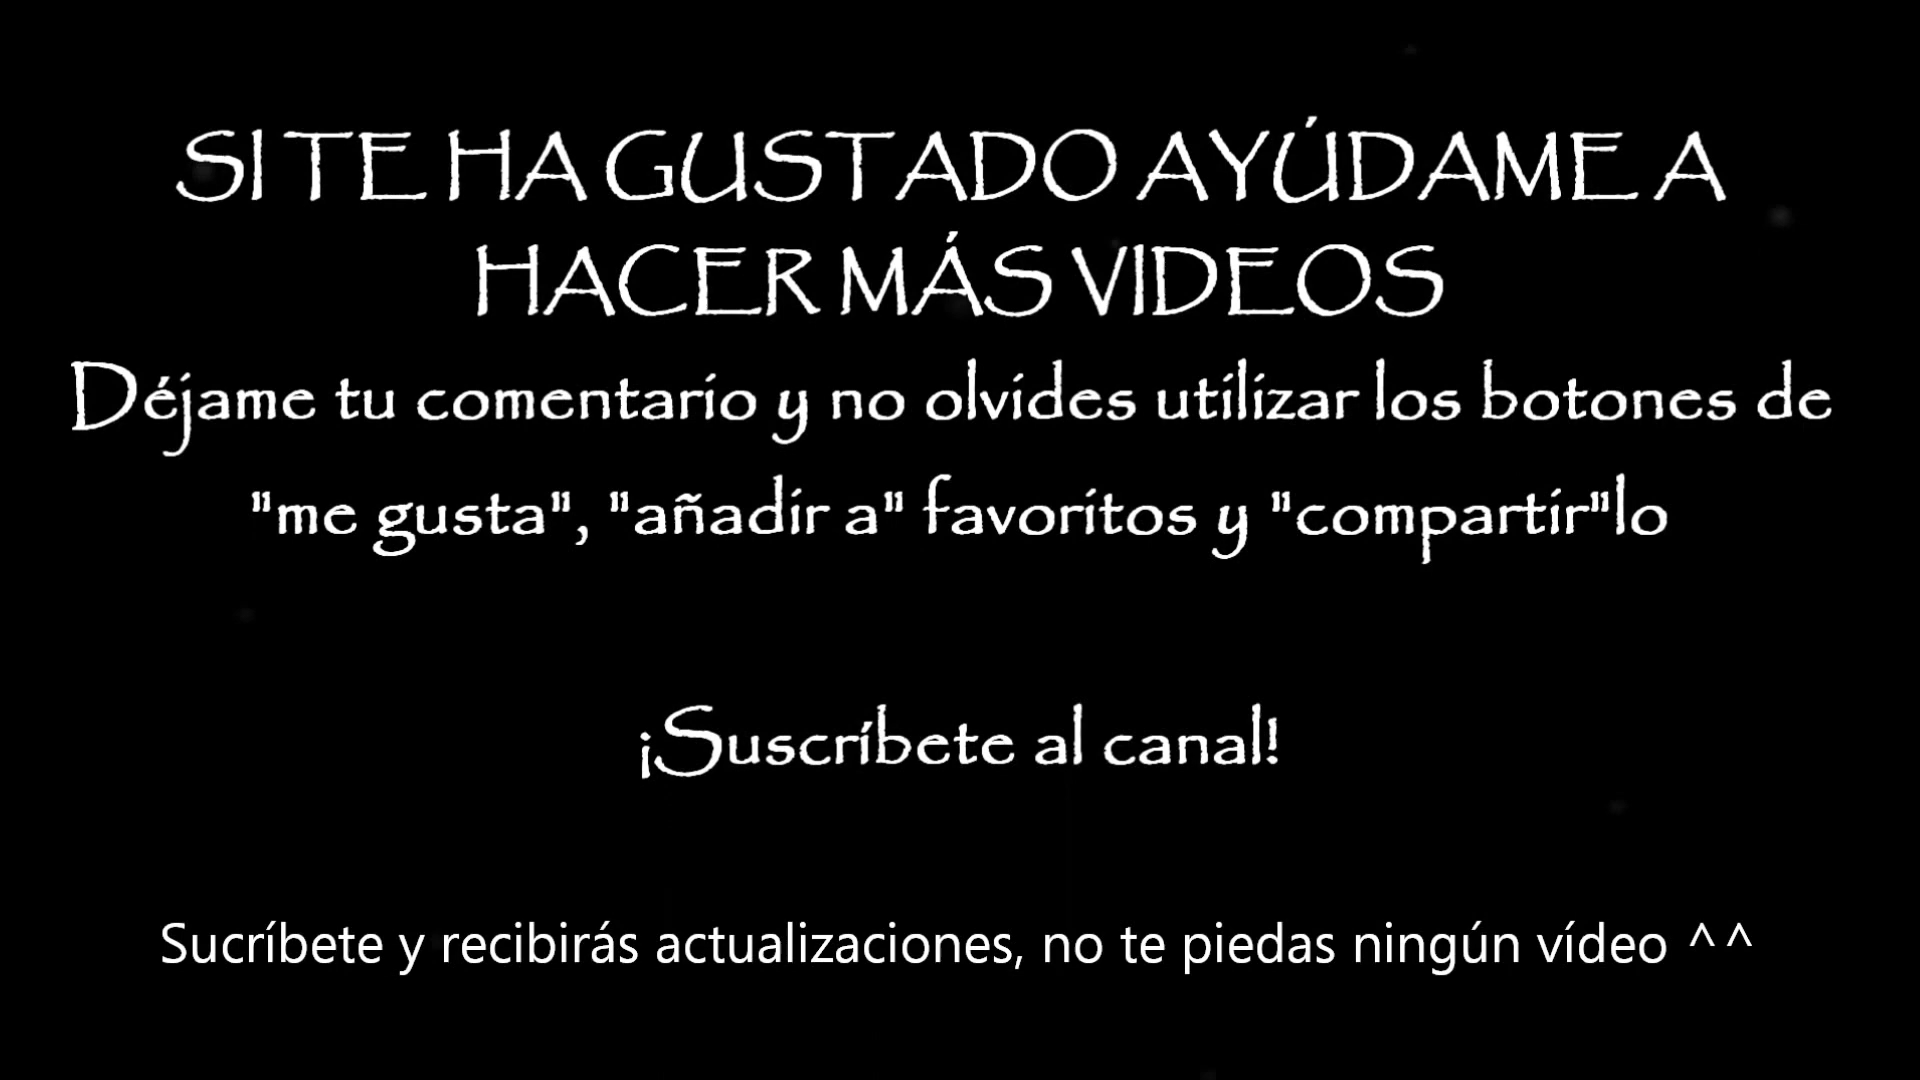 SI TE HA GUSTADO AYÚDAME A
HACER MÁS VIDEOS
Déjame tu comentario y no olvides utilizar los botones de
"me gusta", "añadir a" favoritos y "compartir"lo
¡Suscríbete al canal!
Sucríbete y recibirás actualizaciones, no te piedas ningún vídeo ^^